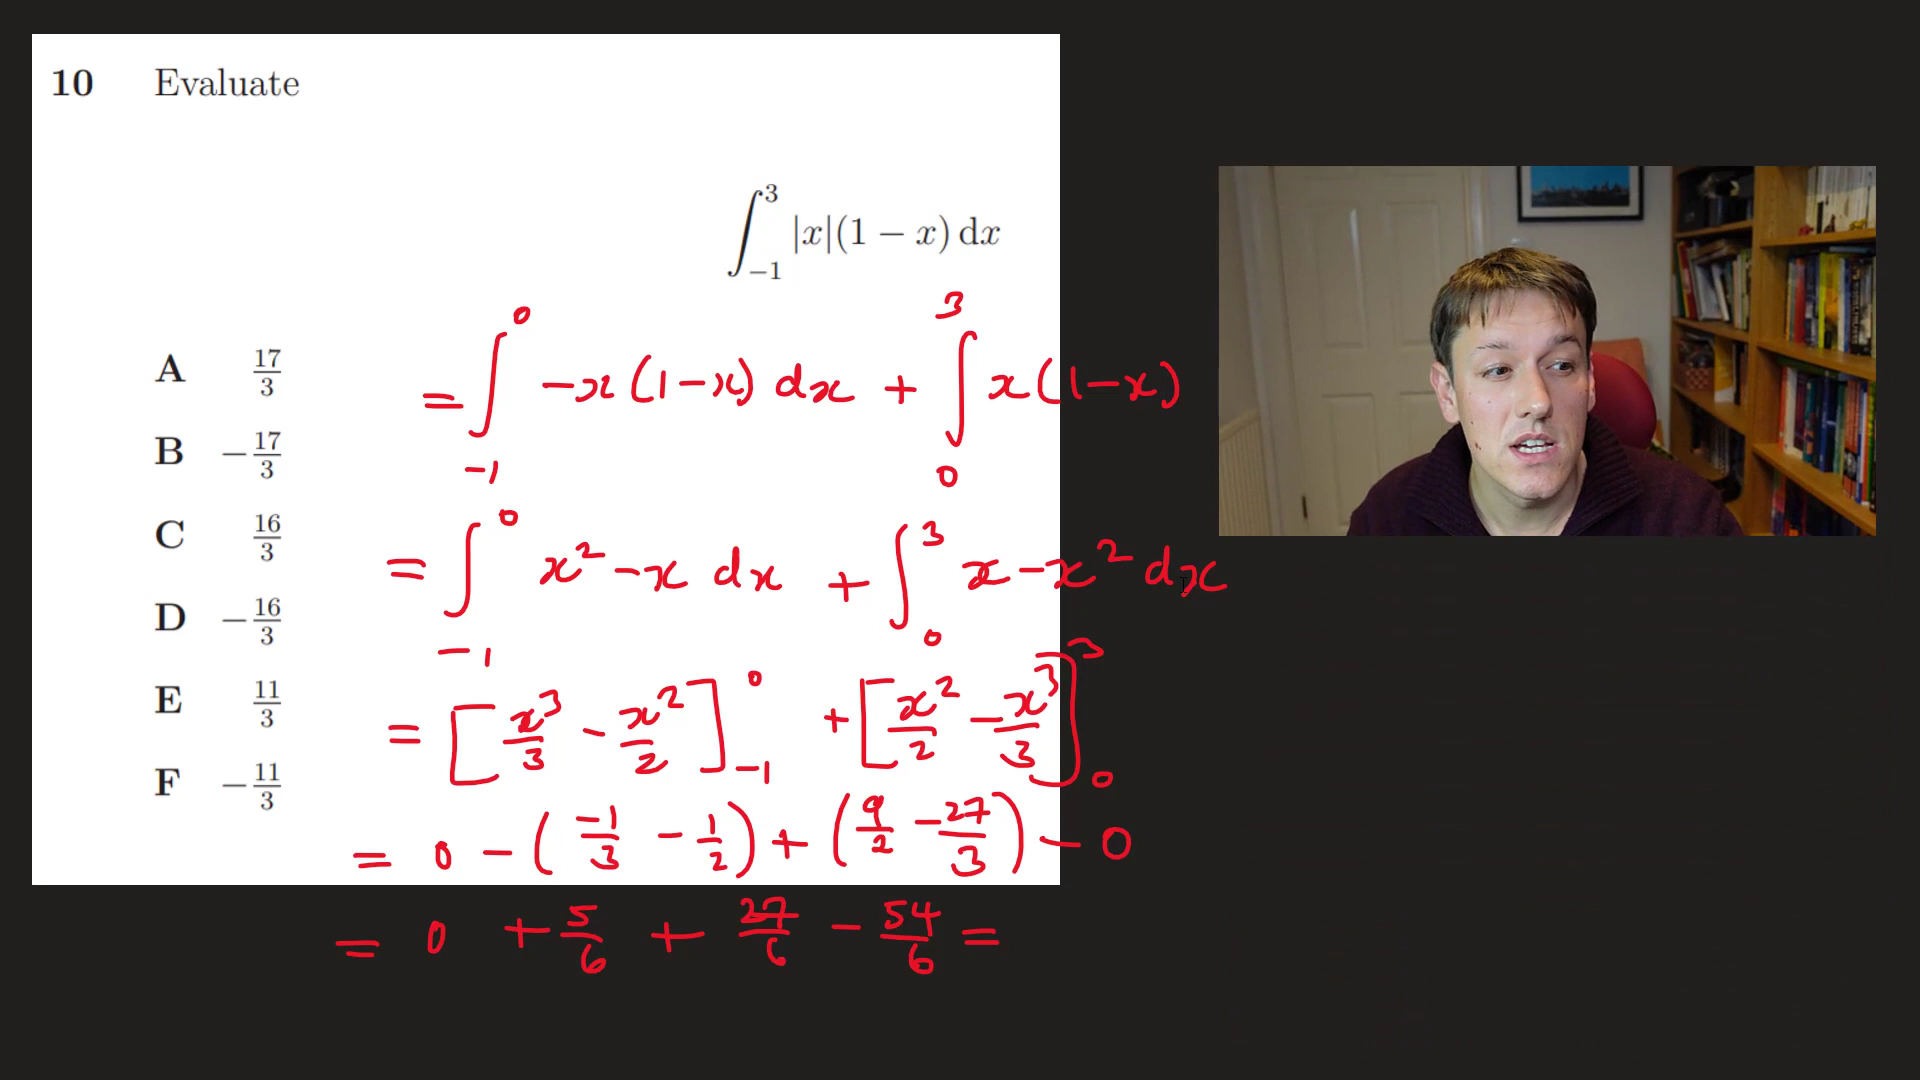 10 Evaluate
∫_{-1}^{3} |x|(1 − x) dx
A 17/3
B −17/3
C 16/3
D −16/3
E 11/3
F −11/3
= ∫_{-1}^{0} -x(1-x) dx + ∫_{0}^{3} x(1-x)
= ∫_{-1}^{0} x² - x dx + ∫_{0}^{3} x - x² dx
= [x³/3 - x²/2]_{-1}^{0} + [x²/2 - x³/3]_{0}^{3}
= 0 - (-1/3 - 1/2) + (9/2 - 27/3) - 0
= 0 + 5/6 + 27/6 - 54/6 =